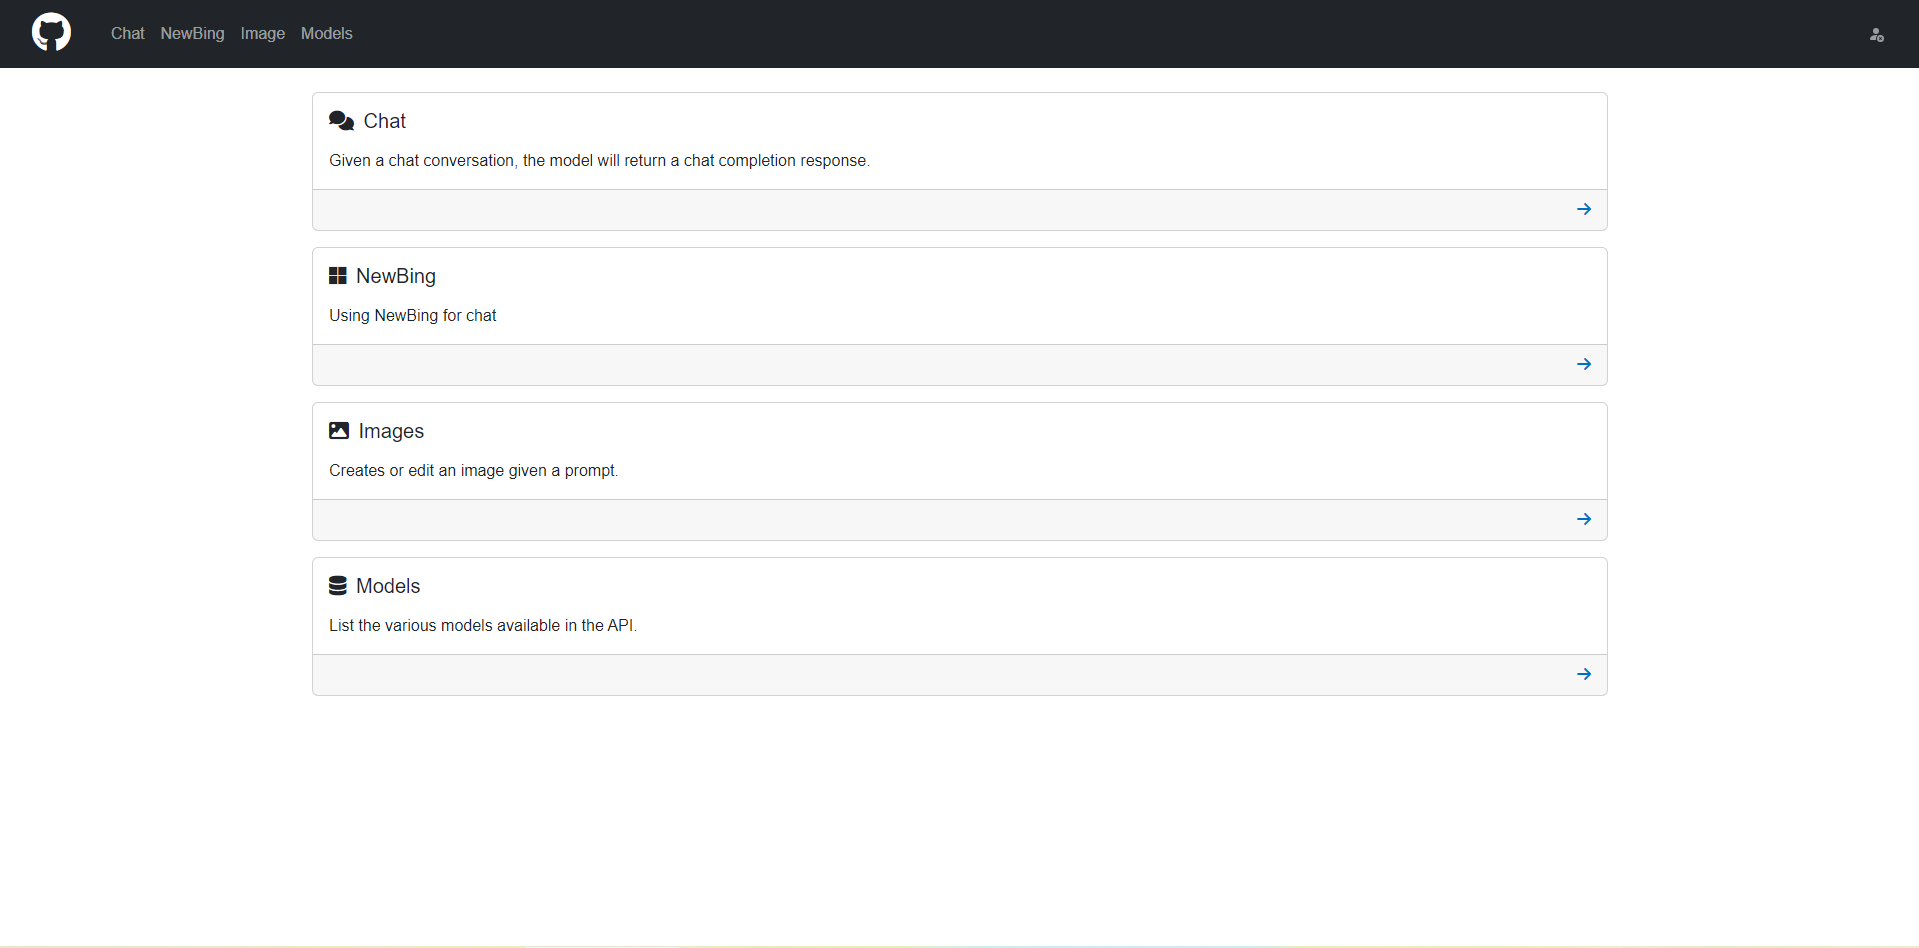 Chat NewBing Image Models
Chat
Given a chat conversation, the model will return a chat completion response.
NewBing
Using NewBing for chat
Images
Creates or edit an image given a prompt.
Models
List the various models available in the API.